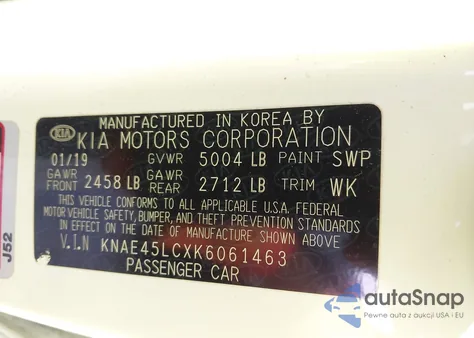 MANUFACTURED IN KOREA BY
KIA KIA MOTORS CORPORATION
01/19 GVWR 5004 LB PAINT SWP
GAWR FRONT 2458 LB GAWR REAR 2712 LB TRIM WK
THIS VEHICLE CONFORMS TO ALL APPLICABLE U.S.A. FEDERAL
MOTOR VEHICLE SAFETY, BUMPER, AND THEFT PREVENTION STANDARDS
IN EFFECT ON THE DATE OF MANUFACTURE SHOWN ABOVE.
V.I.N KNAE45LCXK6061463
PASSENGER CAR
J52
autoSnap
Pewne auta z aukcji USA i EU